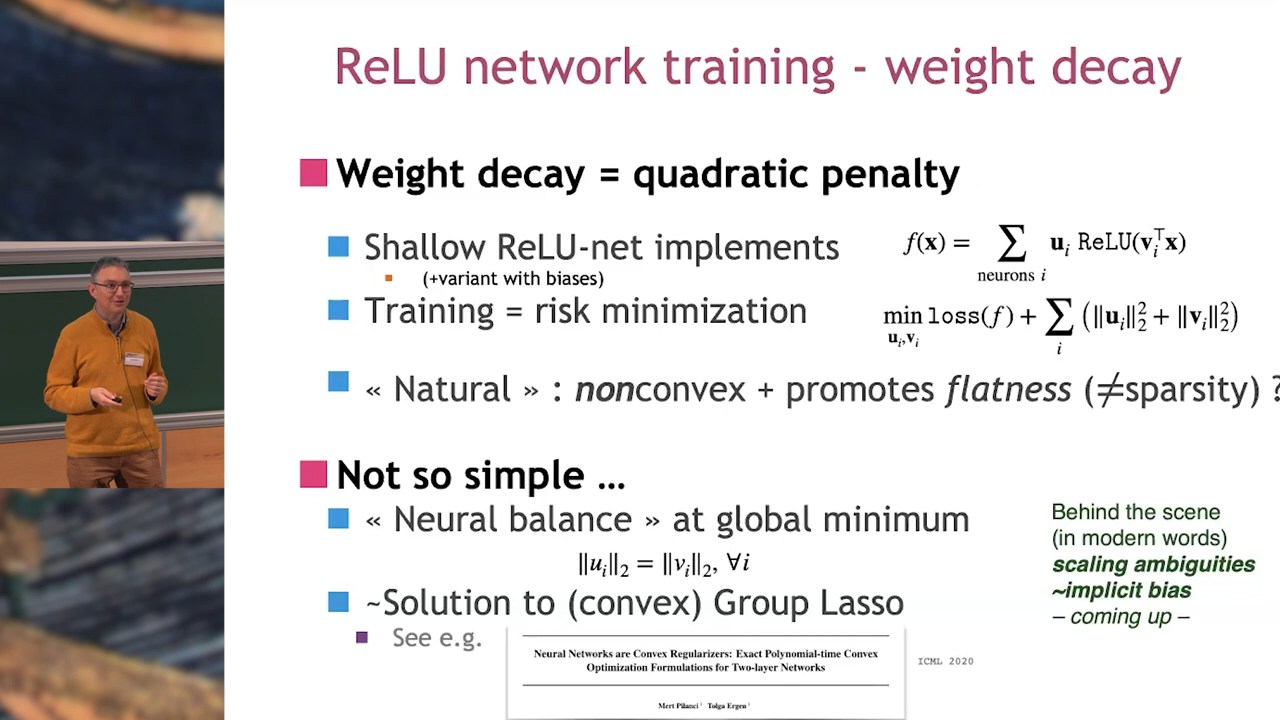 ReLU network training - weight decay
Weight decay = quadratic penalty
Shallow ReLU-net implements
f(x) = ∑ u_i ReLU(v_i^⊤ x)
neurons i
(+variant with biases)
Training = risk minimization
min loss(f) + ∑ (‖u_i‖_2^2 + ‖v_i‖_2^2)
u_i,v_i
i
« Natural » : nonconvex + promotes flatness (≠sparsity) ?
Not so simple …
« Neural balance » at global minimum
‖u_i‖_2 = ‖v_i‖_2, ∀i
~Solution to (convex) Group Lasso
See e.g.
Neural Networks are Convex Regularizers: Exact Polynomial-time Convex
Optimization Formulations for Two-layer Networks
Mert Pilanci 1 Tolga Ergen 1
ICML 2020
Behind the scene
(in modern words)
scaling ambiguities
~implicit bias
– coming up –